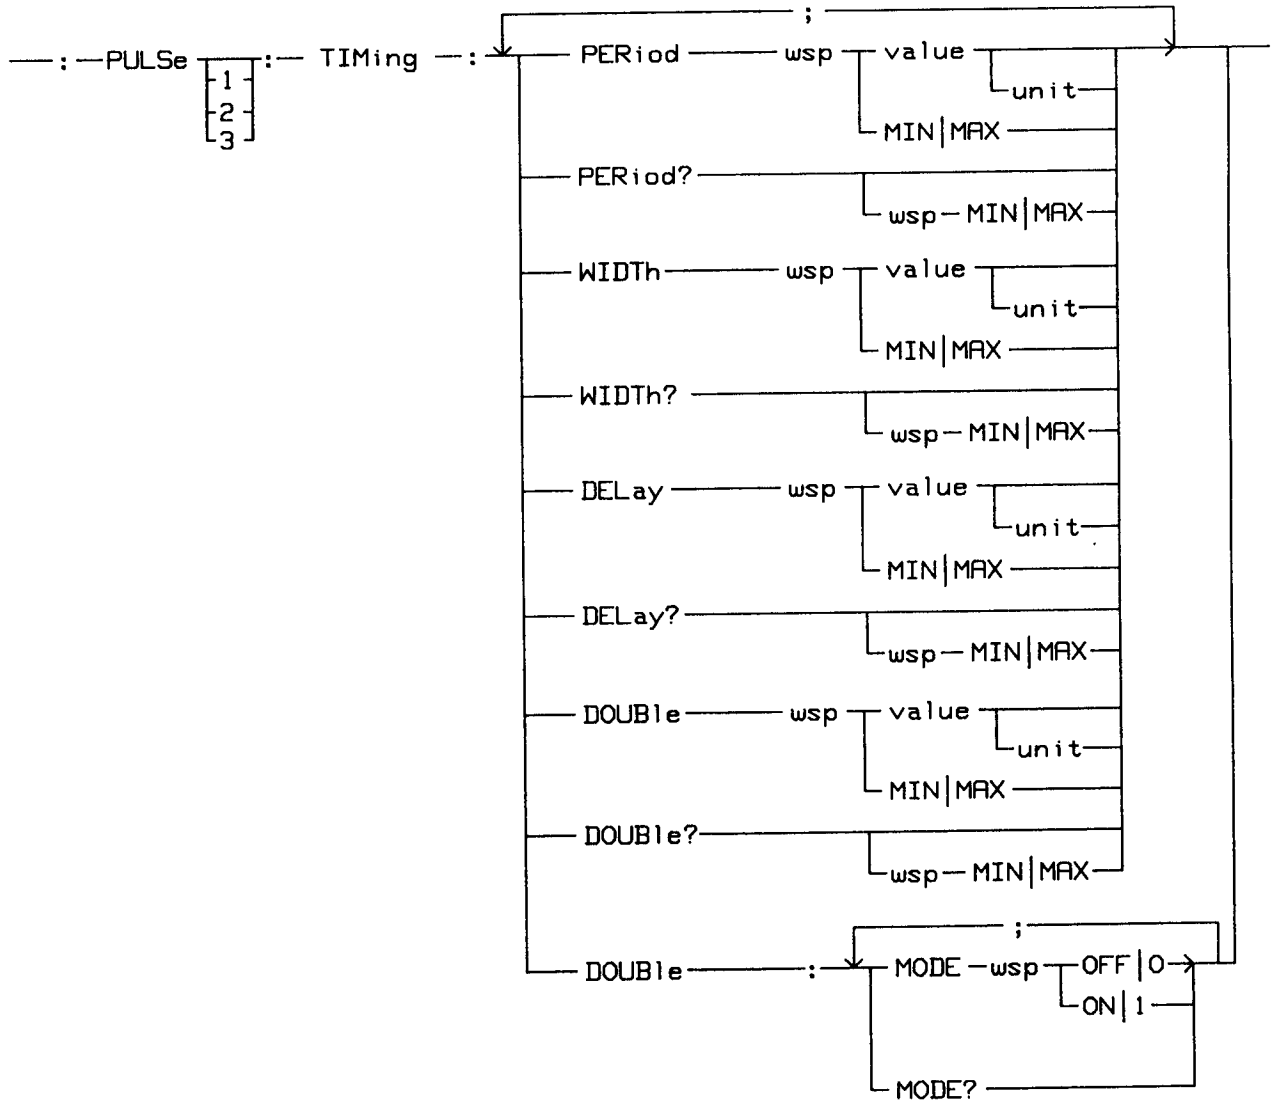 ;
: PULSe : TIMing : PERiod wsp value
1 unit
2
3 MIN|MAX
PERiod?
wsp MIN|MAX
WIDTh wsp value
unit
MIN|MAX
WIDTh?
wsp MIN|MAX
DELay wsp value
unit
MIN|MAX
DELay?
wsp MIN|MAX
DOUBle wsp value
unit
MIN|MAX
DOUBle?
wsp MIN|MAX
;
DOUBle : MODE wsp OFF|0
ON|1
MODE?